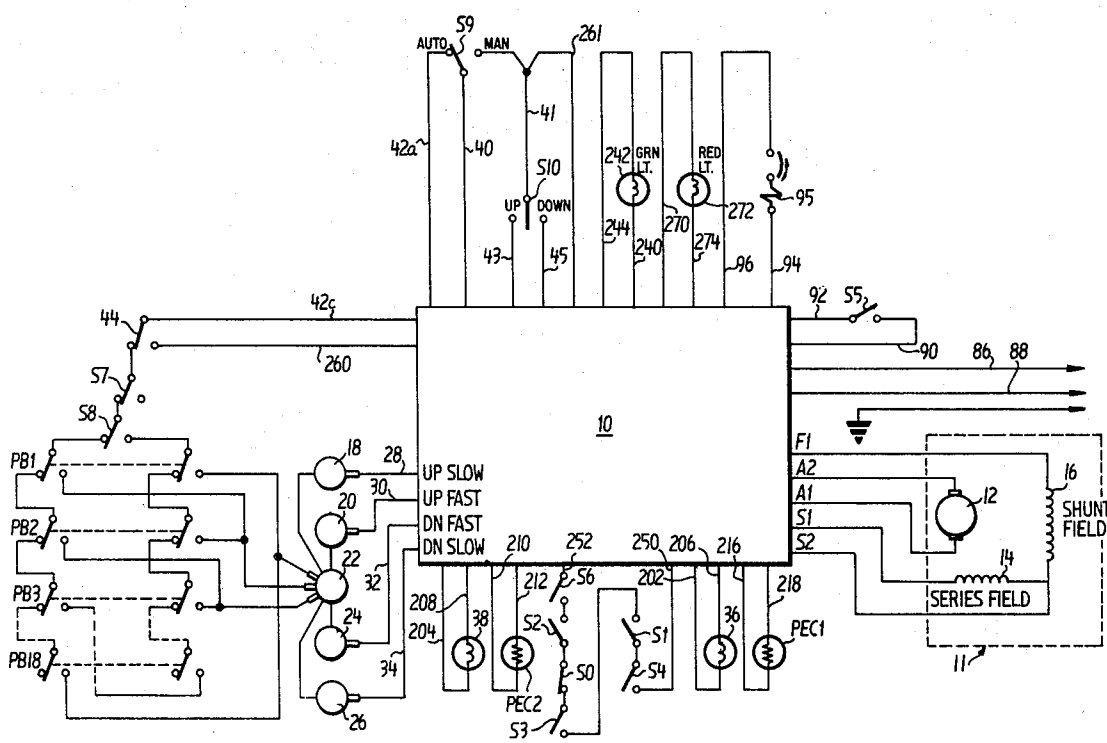 S9
AUTO
MAN
261
42a
40
41
S10
UP
DOWN
43
45
242
GRN
LT.
RED
LT.
272
244
240
270
274
96
94
95
42c
44
260
S7
S8
92
S5
90
86
88
10
PB1
PB2
PB3
PB18
18
20
22
24
26
28
30
32
34
UP SLOW
UP FAST
DN FAST
DN SLOW
F1
A2
A1
S1
S2
12
16
SHUNT
FIELD
14
SERIES FIELD
11
210
208
204
38
212
PEC2
252
S6
S2
S0
S3
S1
S4
250
202
206
216
36
218
PEC1